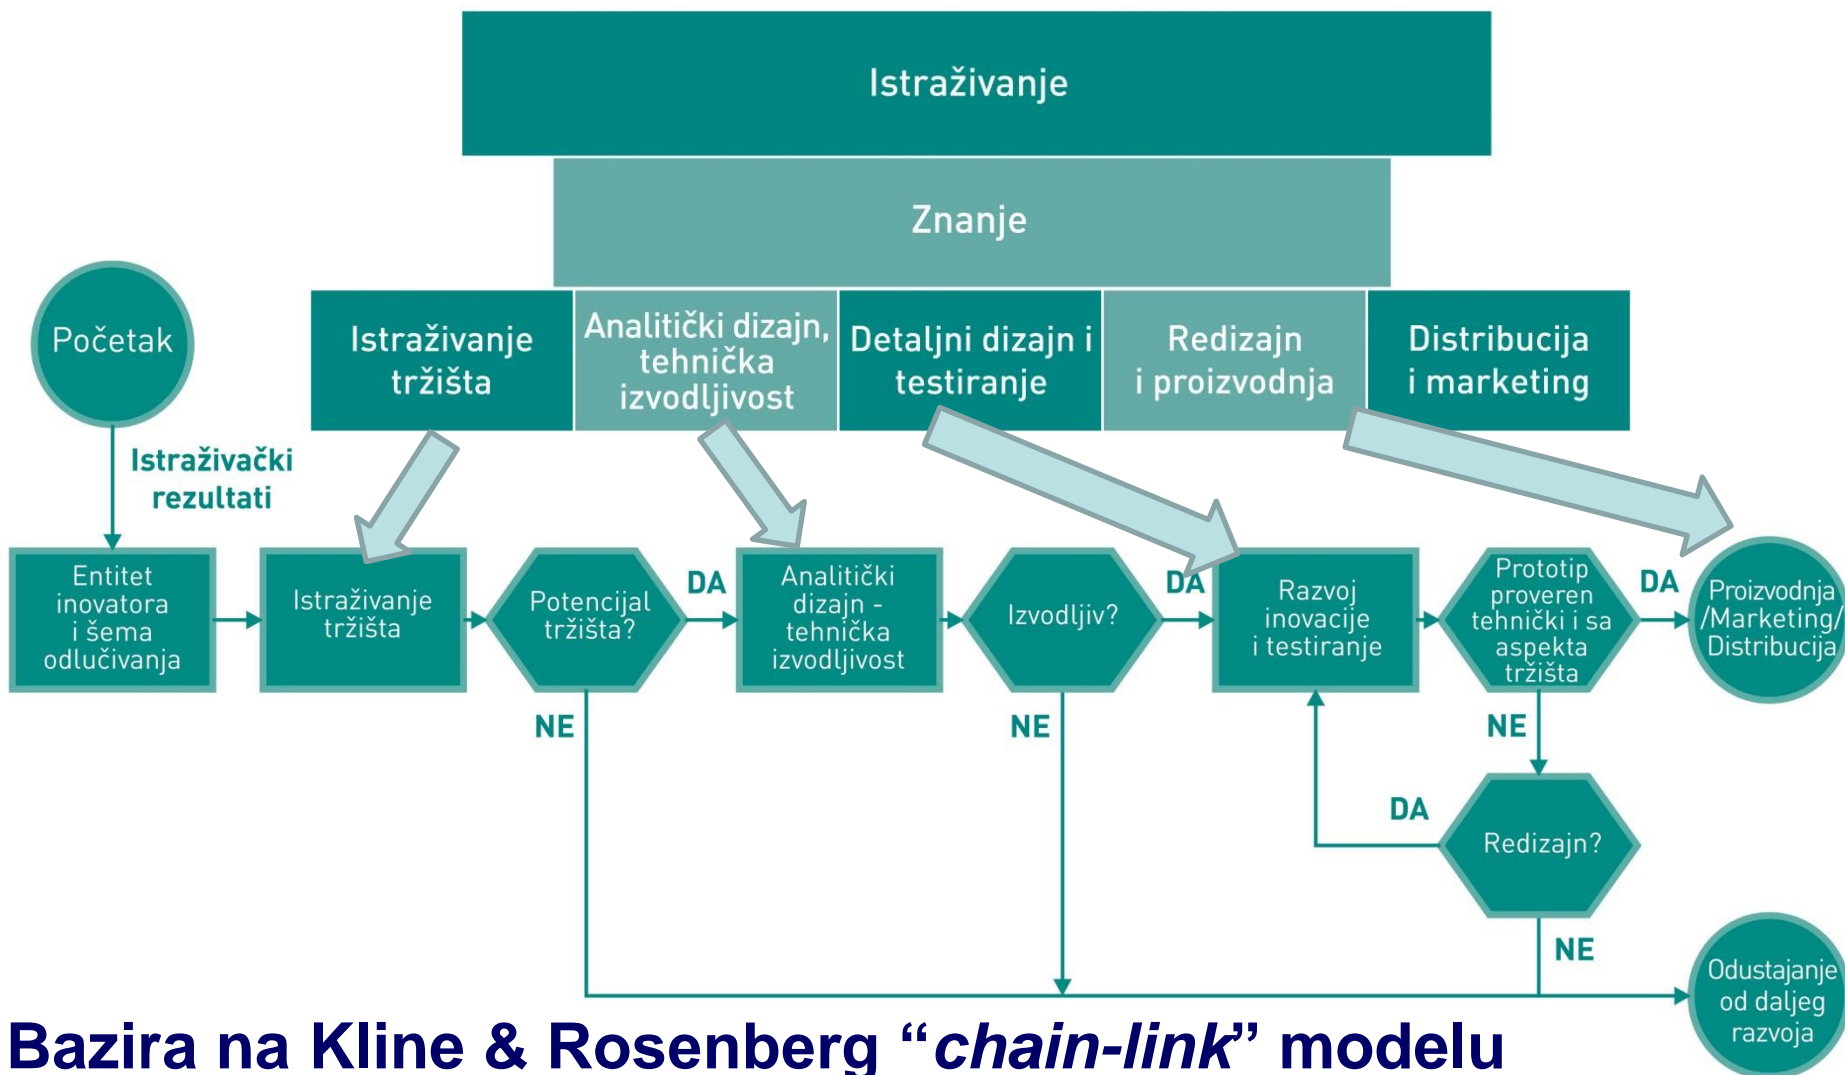 Istraživanje
Znanje
Početak
Istraživanje
tržišta
Analitički dizajn,
tehnička
izvodljivost
Detaljni dizajn i
testiranje
Redizajn
i proizvodnja
Distribucija
i marketing
Istraživački
rezultati
Entitet
inovatora
i šema
odlučivanja
Istraživanje
tržišta
Potencijal
tržišta?
DA
NE
Analitički
dizajn -
tehnička
izvodljivost
Izvodljiv?
DA
NE
Razvoj
inovacije
i testiranje
Prototip
proveren
tehnički i sa
aspekta
tržišta
DA
NE
Proizvodnja
/Marketing/
Distribucija
DA
Redizajn?
NE
Odustajanje
od daljeg
razvoja
Bazira na Kline & Rosenberg “chain-link” modelu